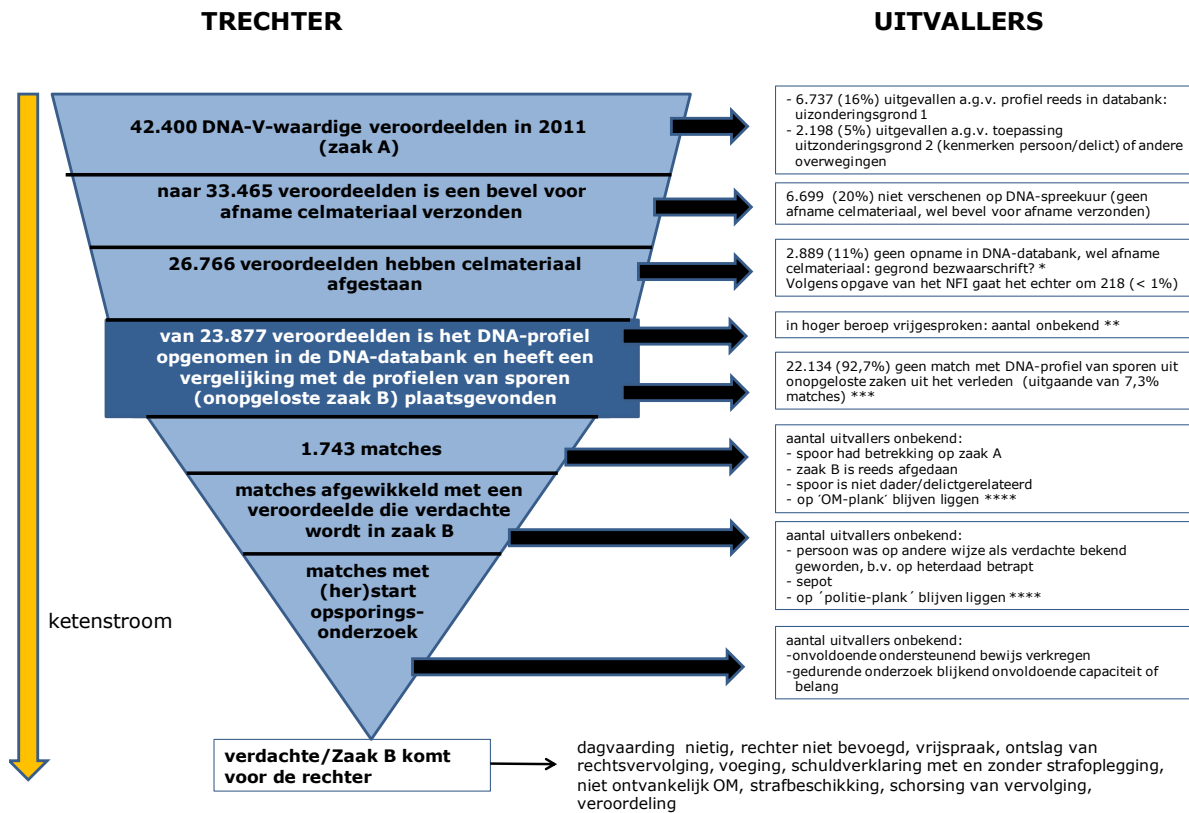 TRECHTER
UITVALLERS
42.400 DNA-V-waardige veroordeelden in 2011
(zaak A)
- 6.737 (16%) uitgevallen a.g.v. profiel reeds in databank:
uizonderingsgrond 1
- 2.198 (5%) uitgevallen a.g.v. toepassing
uitzonderingsgrond 2 (kenmerken persoon/delict) of andere
overwegingen
naar 33.465 veroordeelden is een bevel voor
afname celmateriaal verzonden
6.699 (20%) niet verschenen op DNA-spreekuur (geen
afname celmateriaal, wel bevel voor afname verzonden)
26.766 veroordeelden hebben celmateriaal
afgestaan
2.889 (11%) geen opname in DNA-databank, wel afname
celmateriaal: gegrond bezwaarschrift? *
Volgens opgave van het NFI gaat het echter om 218 (< 1%)
van 23.877 veroordeelden is het DNA-profiel
opgenomen in de DNA-databank en heeft een
vergelijking met de profielen van sporen
(onopgeloste zaak B) plaatsgevonden
in hoger beroep vrijgesproken: aantal onbekend **
22.134 (92,7%) geen match met DNA-profiel van sporen uit
onopgeloste zaken uit het verleden (uitgaande van 7,3%
matches) ***
1.743 matches
aantal uitvallers onbekend:
- spoor had betrekking op zaak A
- zaak B is reeds afgedaan
- spoor is niet dader/delictgerelateerd
- op ´OM-plank´ blijven liggen ****
matches afgewikkeld met een
veroordeelde die verdachte
wordt in zaak B
aantal uitvallers onbekend:
- persoon was op andere wijze als verdachte bekend
geworden, b.v. op heterdaad betrapt
- sepot
- op ´politie-plank´ blijven liggen ****
matches met
(her)start
opsporings-
onderzoek
ketenstroom
aantal uitvallers onbekend:
-onvoldoende ondersteunend bewijs verkregen
-gedurende onderzoek blijkend onvoldoende capaciteit of
belang
verdachte/Zaak B komt
voor de rechter
dagvaarding nietig, rechter niet bevoegd, vrijspraak, ontslag van
rechtsvervolging, voeging, schuldverklaring met en zonder strafoplegging,
niet ontvankelijk OM, strafbeschikking, schorsing van vervolging,
veroordeling